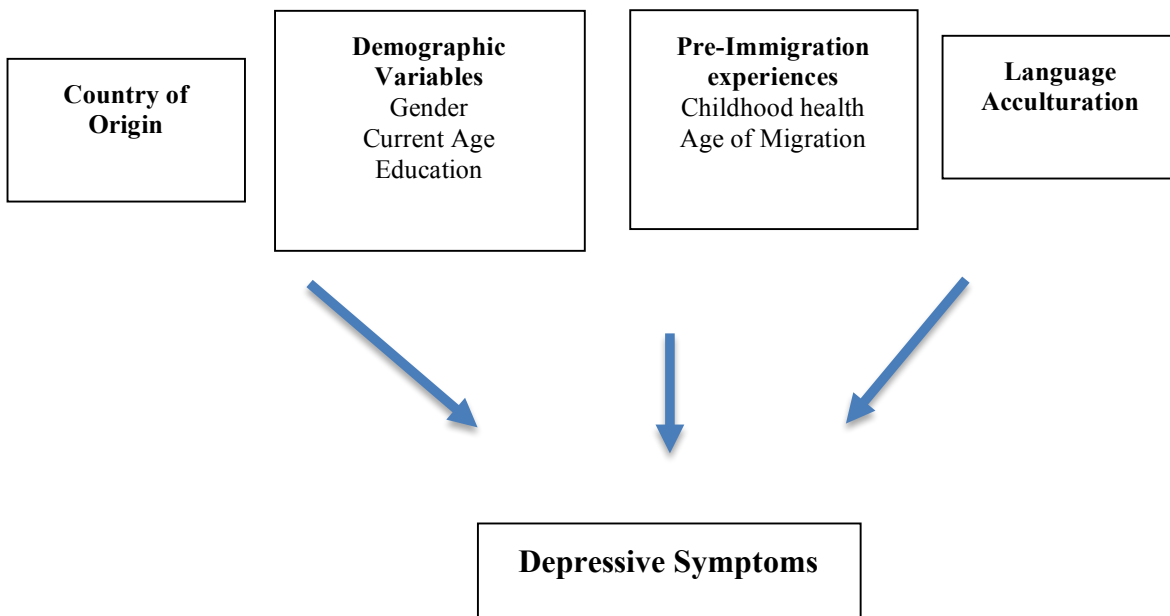 Country of
Origin
Demographic
Variables
Gender
Current Age
Education
Pre-Immigration
experiences
Childhood health
Age of Migration
Language
Acculturation
Depressive Symptoms